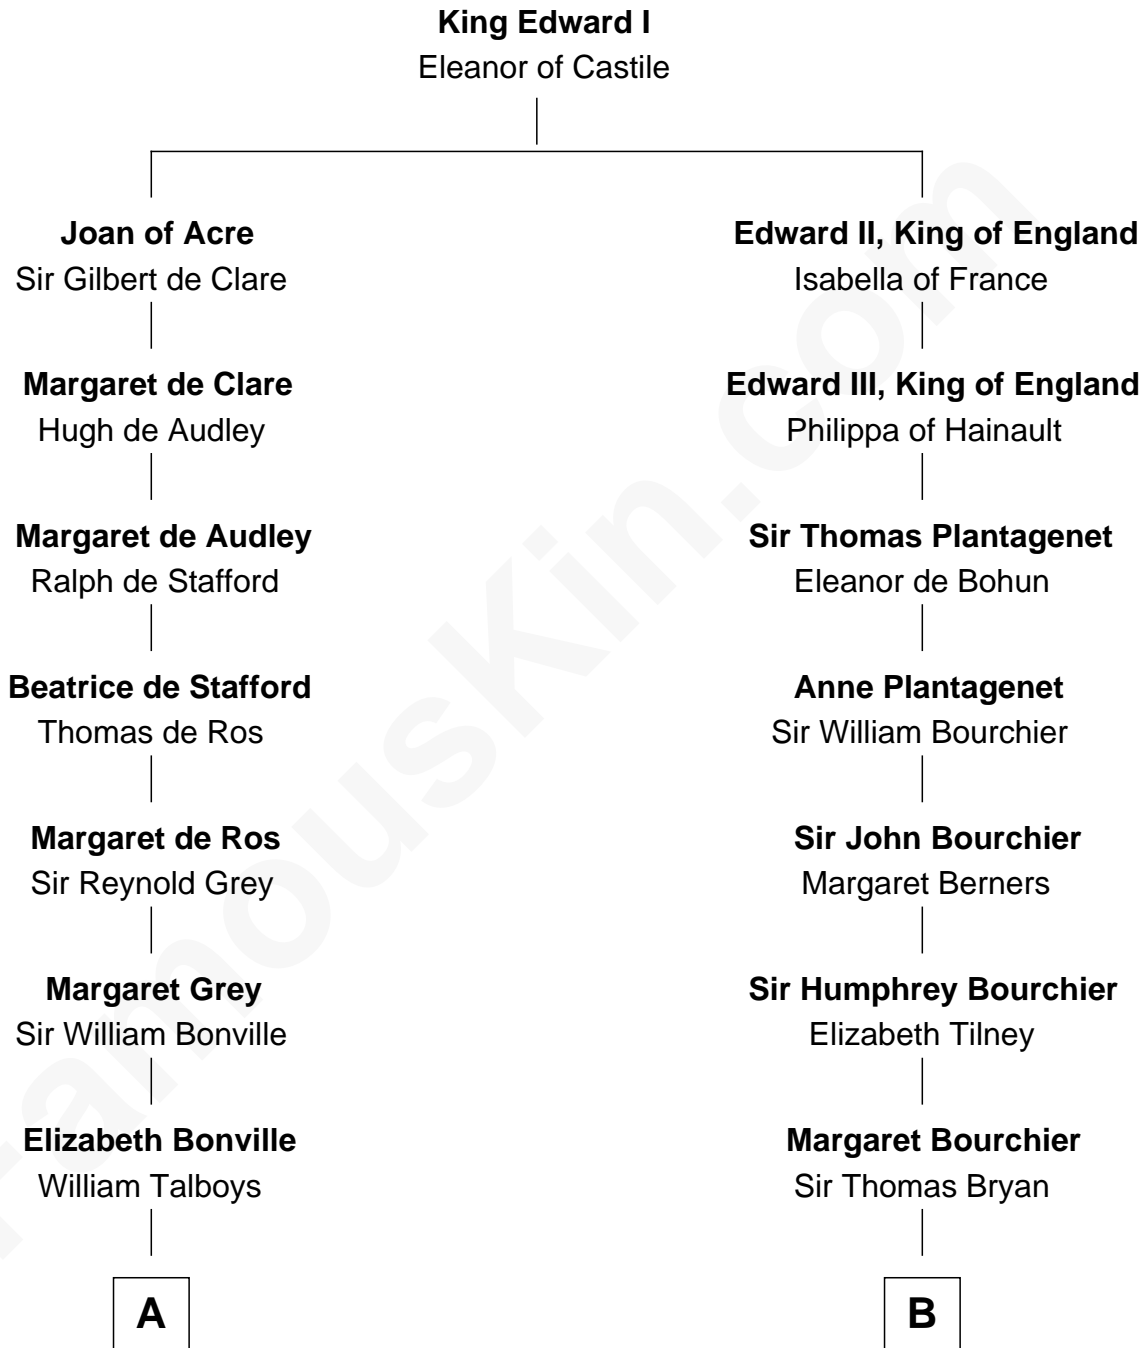 King Edward I
Eleanor of Castile
Joan of Acre
Sir Gilbert de Clare
Edward II, King of England
Isabella of France
Margaret de Clare
Hugh de Audley
Edward III, King of England
Philippa of Hainault
Margaret de Audley
Ralph de Stafford
Sir Thomas Plantagenet
Eleanor de Bohun
Beatrice de Stafford
Thomas de Ros
Anne Plantagenet
Sir William Bourchier
Margaret de Ros
Sir Reynold Grey
Sir John Bourchier
Margaret Berners
Margaret Grey
Sir William Bonville
Sir Humphrey Bourchier
Elizabeth Tilney
Elizabeth Bonville
William Talboys
Margaret Bourchier
Sir Thomas Bryan
A
B
FamousKin.com